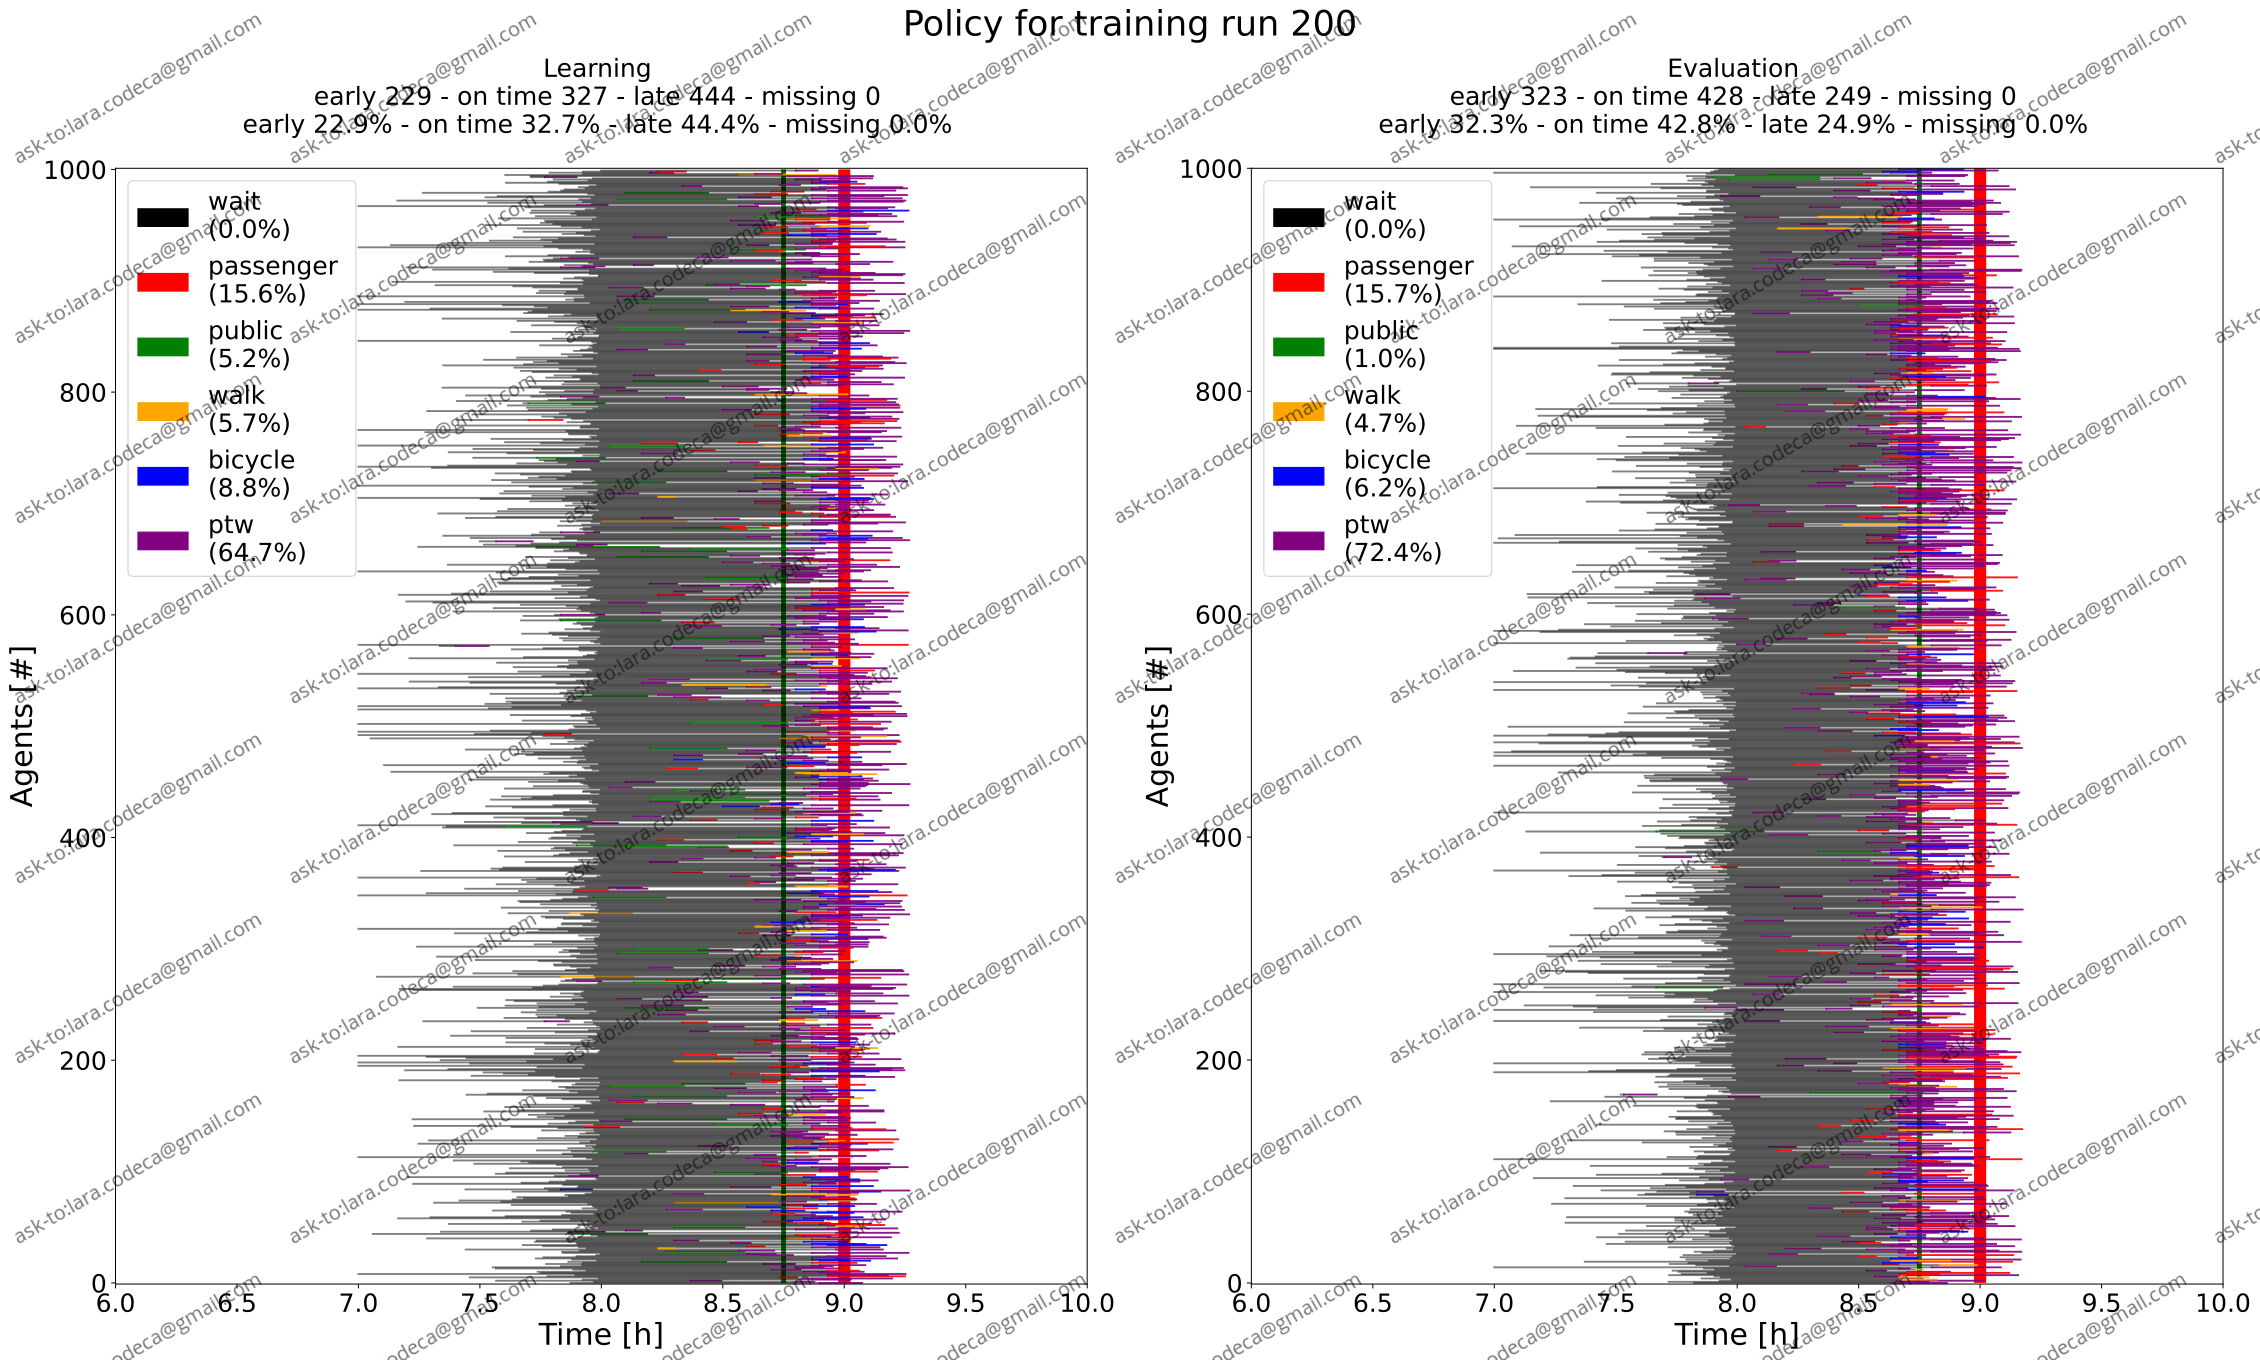 Policy for training run 200
Learning
early 229 - on time 327 - late 444 - missing 0
early 22.9% - on time 32.7% - late 44.4% - missing 0.0%
1000
800
600
400
200
0
Agents [#]
wait
(0.0%)
passenger
(15.6%)
public
(5.2%)
walk
(5.7%)
bicycle
(8.8%)
ptw
(64.7%)
6.0 6.5 7.0 7.5 8.0 8.5 9.0 9.5 10.0
Time [h]
Evaluation
early 323 - on time 428 - late 249 - missing 0
early 32.3% - on time 42.8% - late 24.9% - missing 0.0%
1000
800
600
400
200
0
Agents [#]
wait
(0.0%)
passenger
(15.7%)
public
(1.0%)
walk
(4.7%)
bicycle
(6.2%)
ptw
(72.4%)
6.0 6.5 7.0 7.5 8.0 8.5 9.0 9.5 10.0
Time [h]
ask-to:lara.codeca@gmail.com